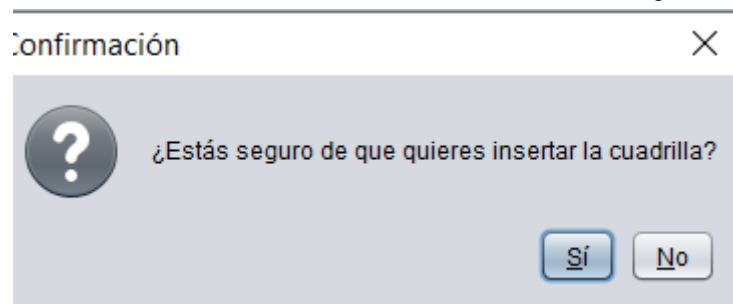 Confirmación
¿Estás seguro de que quieres insertar la cuadrilla?
Sí
No